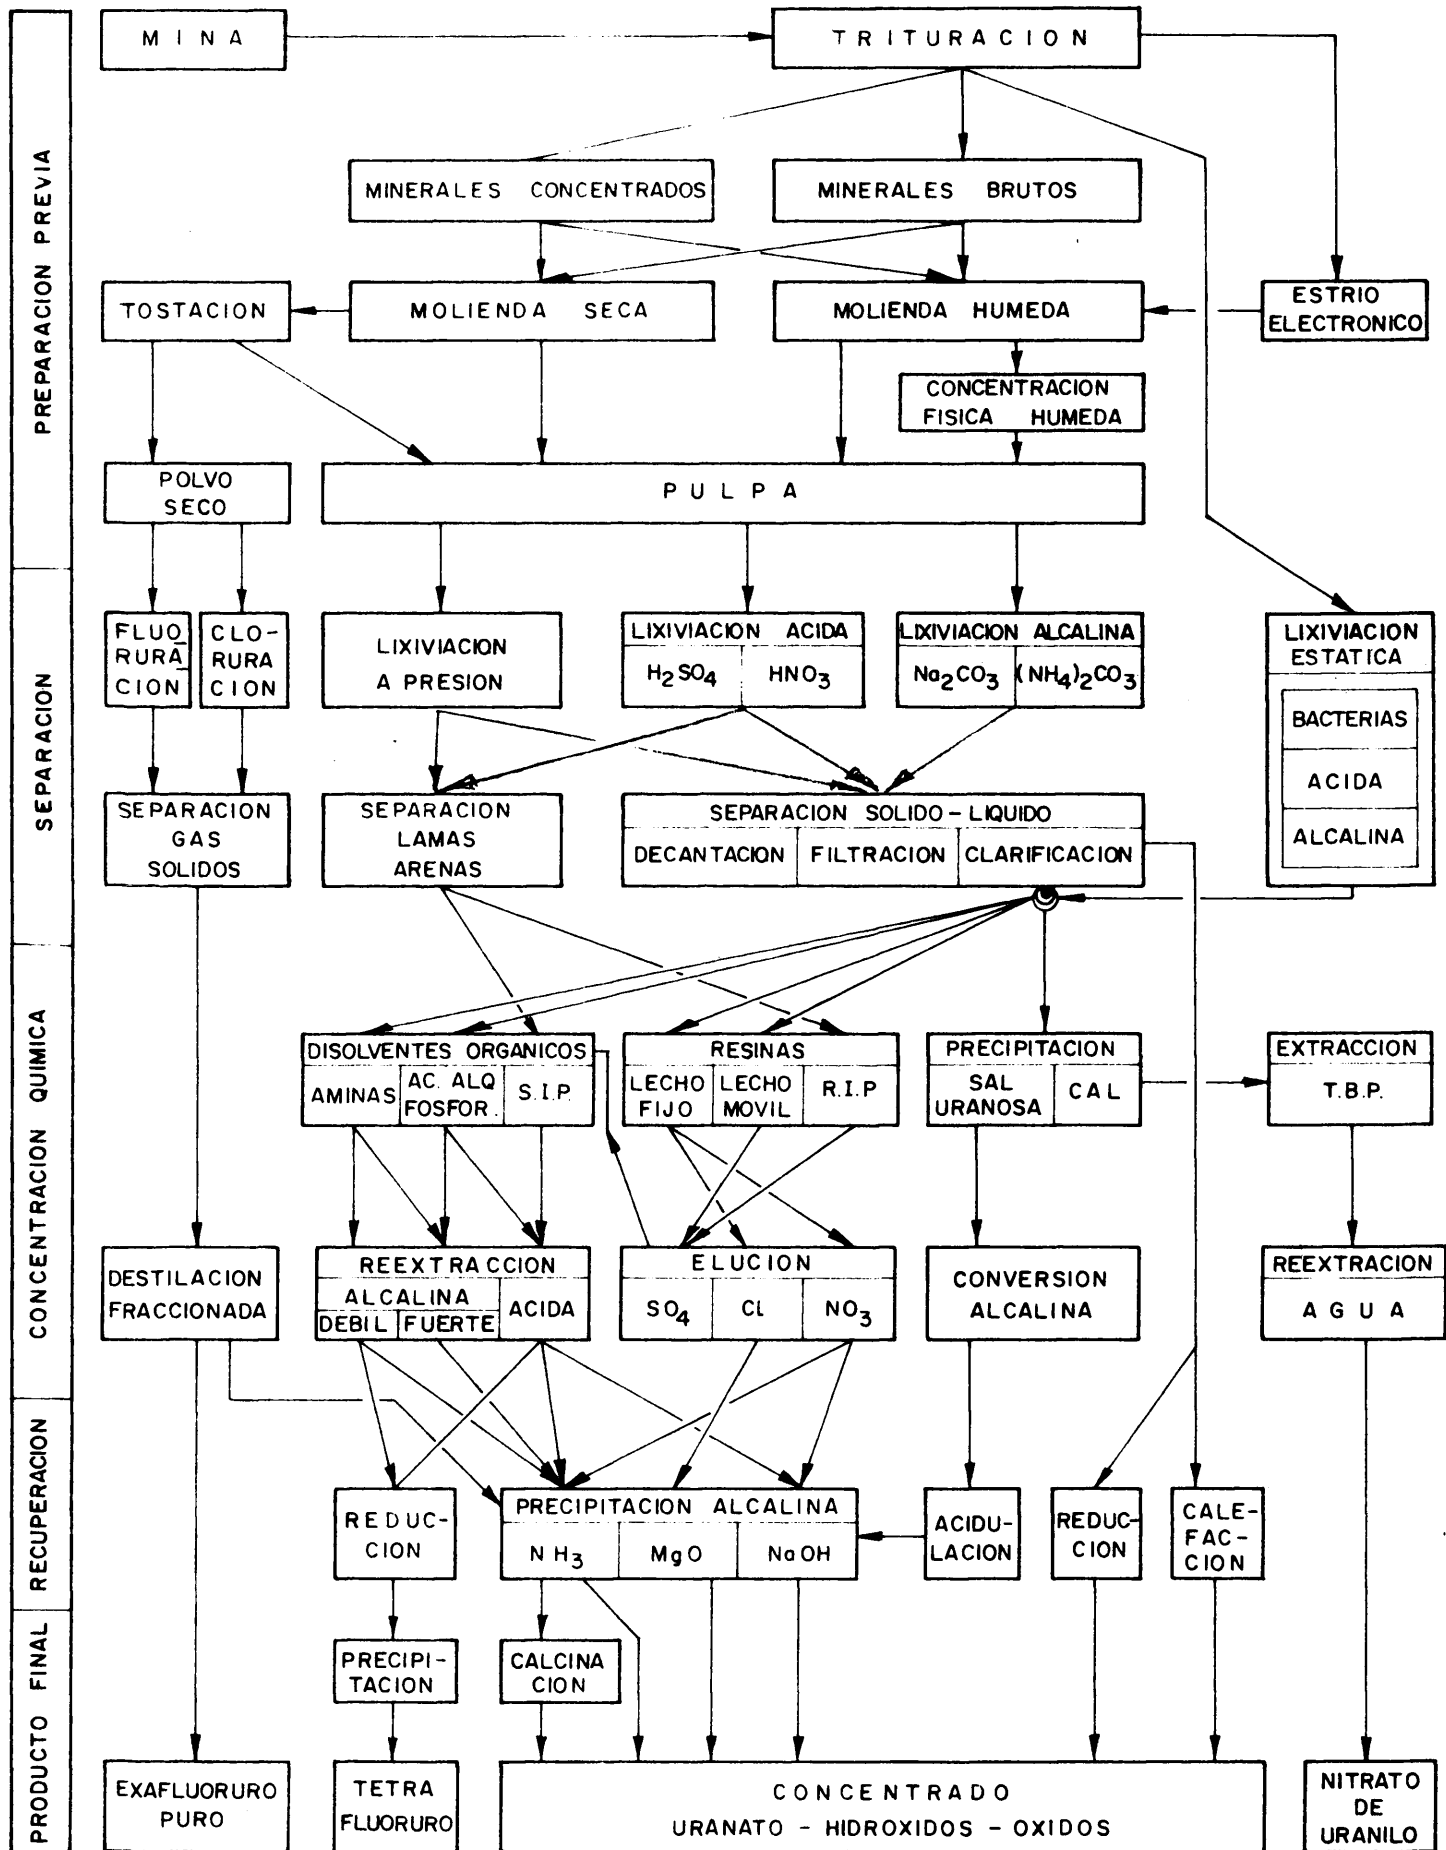 MINA
TRITURACION
MINERALES CONCENTRADOS
MINERALES BRUTOS
TOSTACION
MOLIENDA SECA
MOLIENDA HUMEDA
ESTRIO
ELECTRONICO
CONCENTRACION
FISICA HUMEDA
POLVO
SECO
PULPA
PREPARACION PREVIA
FLUO
RURA
CION
CLO-
RURA
CION
LIXIVIACION
A PRESION
LIXIVIACION ACIDA
H2SO4
HNO3
LIXIVIACION ALCALINA
Na2CO3
(NH4)2CO3
LIXIVIACION
ESTATICA
BACTERIAS
ACIDA
ALCALINA
SEPARACION
GAS
SOLIDOS
SEPARACION
LAMAS
ARENAS
SEPARACION SOLIDO-LIQUIDO
DECANTACION
FILTRACION
CLARIFICACION
SEPARACION
DISOLVENTES ORGANICOS
AMINAS
AC. ALQ
FOSFOR.
S.I.P.
RESINAS
LECHO
FIJO
LECHO
MOVIL
R.I.P
PRECIPITACION
SAL
URANOSA
CAL
EXTRACCION
T.B.P.
DESTILACION
FRACCIONADA
REEXTRACCION
ALCALINA
DEBIL
FUERTE
ACIDA
ELUCION
SO4
Cl
NO3
CONVERSION
ALCALINA
REEXTRACION
AGUA
CONCENTRACION QUIMICA
REDUC-
CION
PRECIPITACION ALCALINA
NH3
MgO
NaOH
ACIDU-
LACION
REDUC-
CION
CALE-
FAC-
CION
RECUPERACION
PRECIPI-
TACION
CALCINA
CION
EXAFLUORURO
PURO
TETRA
FLUORURO
CONCENTRADO
URANATO - HIDROXIDOS - OXIDOS
NITRATO
DE
URANILO
PRODUCTO FINAL